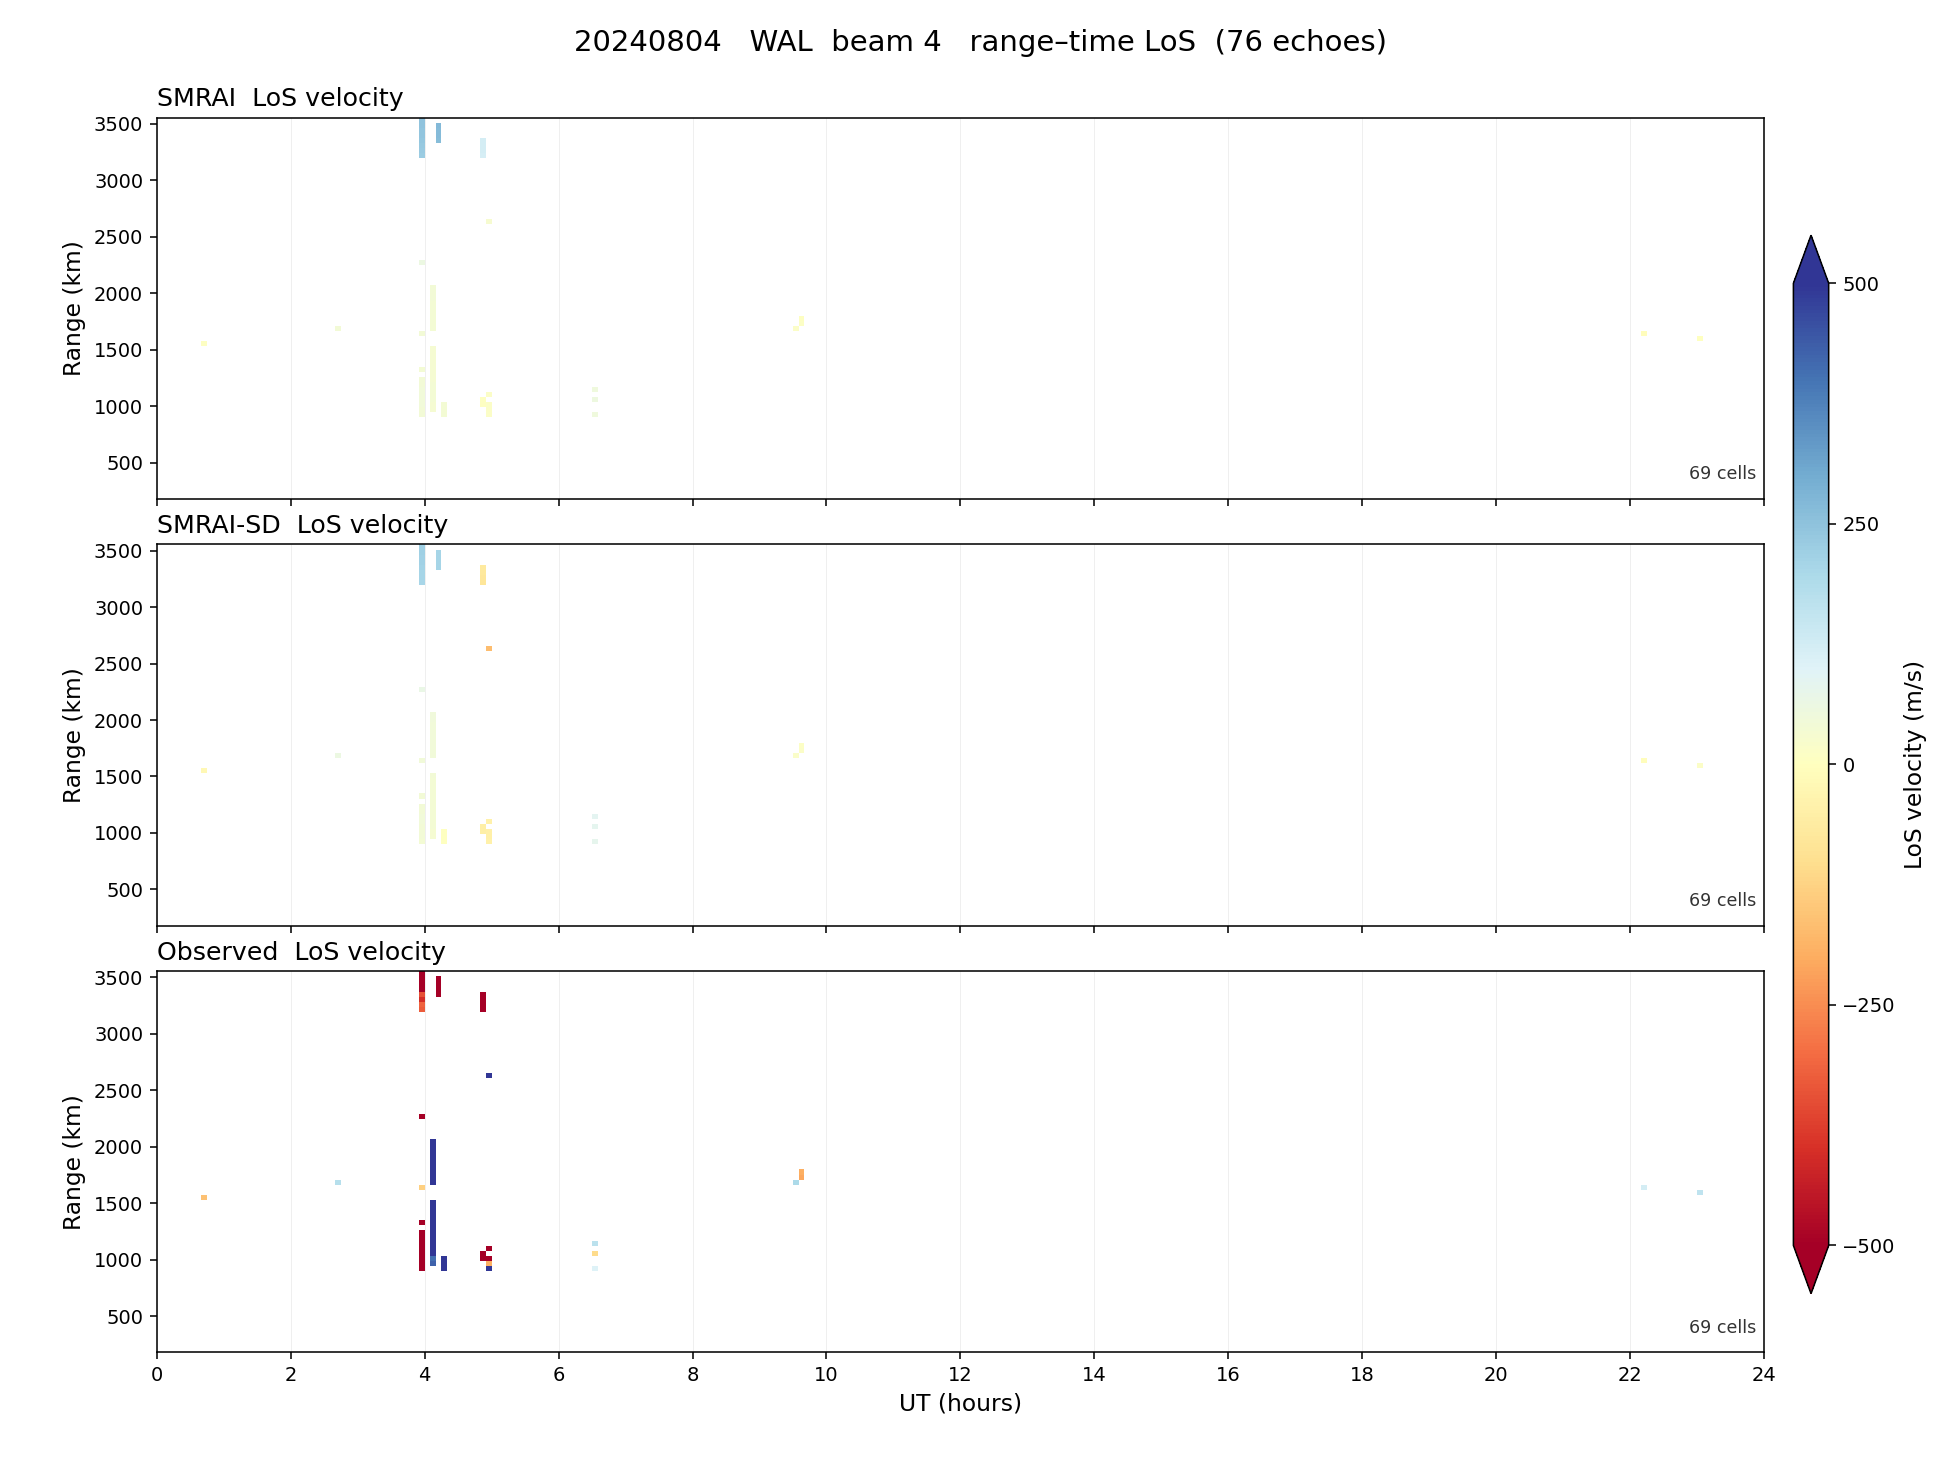 20240804   WAL  beam 4   range–time LoS  (76 echoes)
SMRAI  LoS velocity
3500
3000
2500
2000
1500
1000
500
Range (km)
69 cells
SMRAI-SD  LoS velocity
3500
3000
2500
2000
1500
1000
500
Range (km)
69 cells
Observed  LoS velocity
3500
3000
2500
2000
1500
1000
500
Range (km)
69 cells
0 2 4 6 8 10 12 14 16 18 20 22 24
UT (hours)
500
250
0
−250
−500
LoS velocity (m/s)